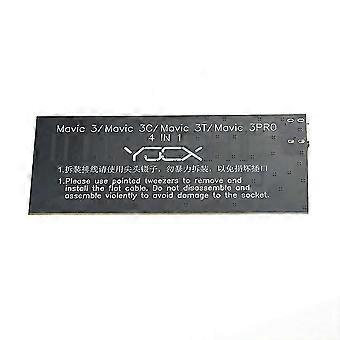 Mavic 3/Mavic 3C/Mavic 3T/Mavic 3PRO
4 IN 1
YJCX
1.拆装排线请使用尖头镊子，勿暴力拆装，以免损坏插口
1.Please use pointed tweezers to remove and
install the flat cable. Do not disassemble and
assemble violently to avoid damage to the socket.